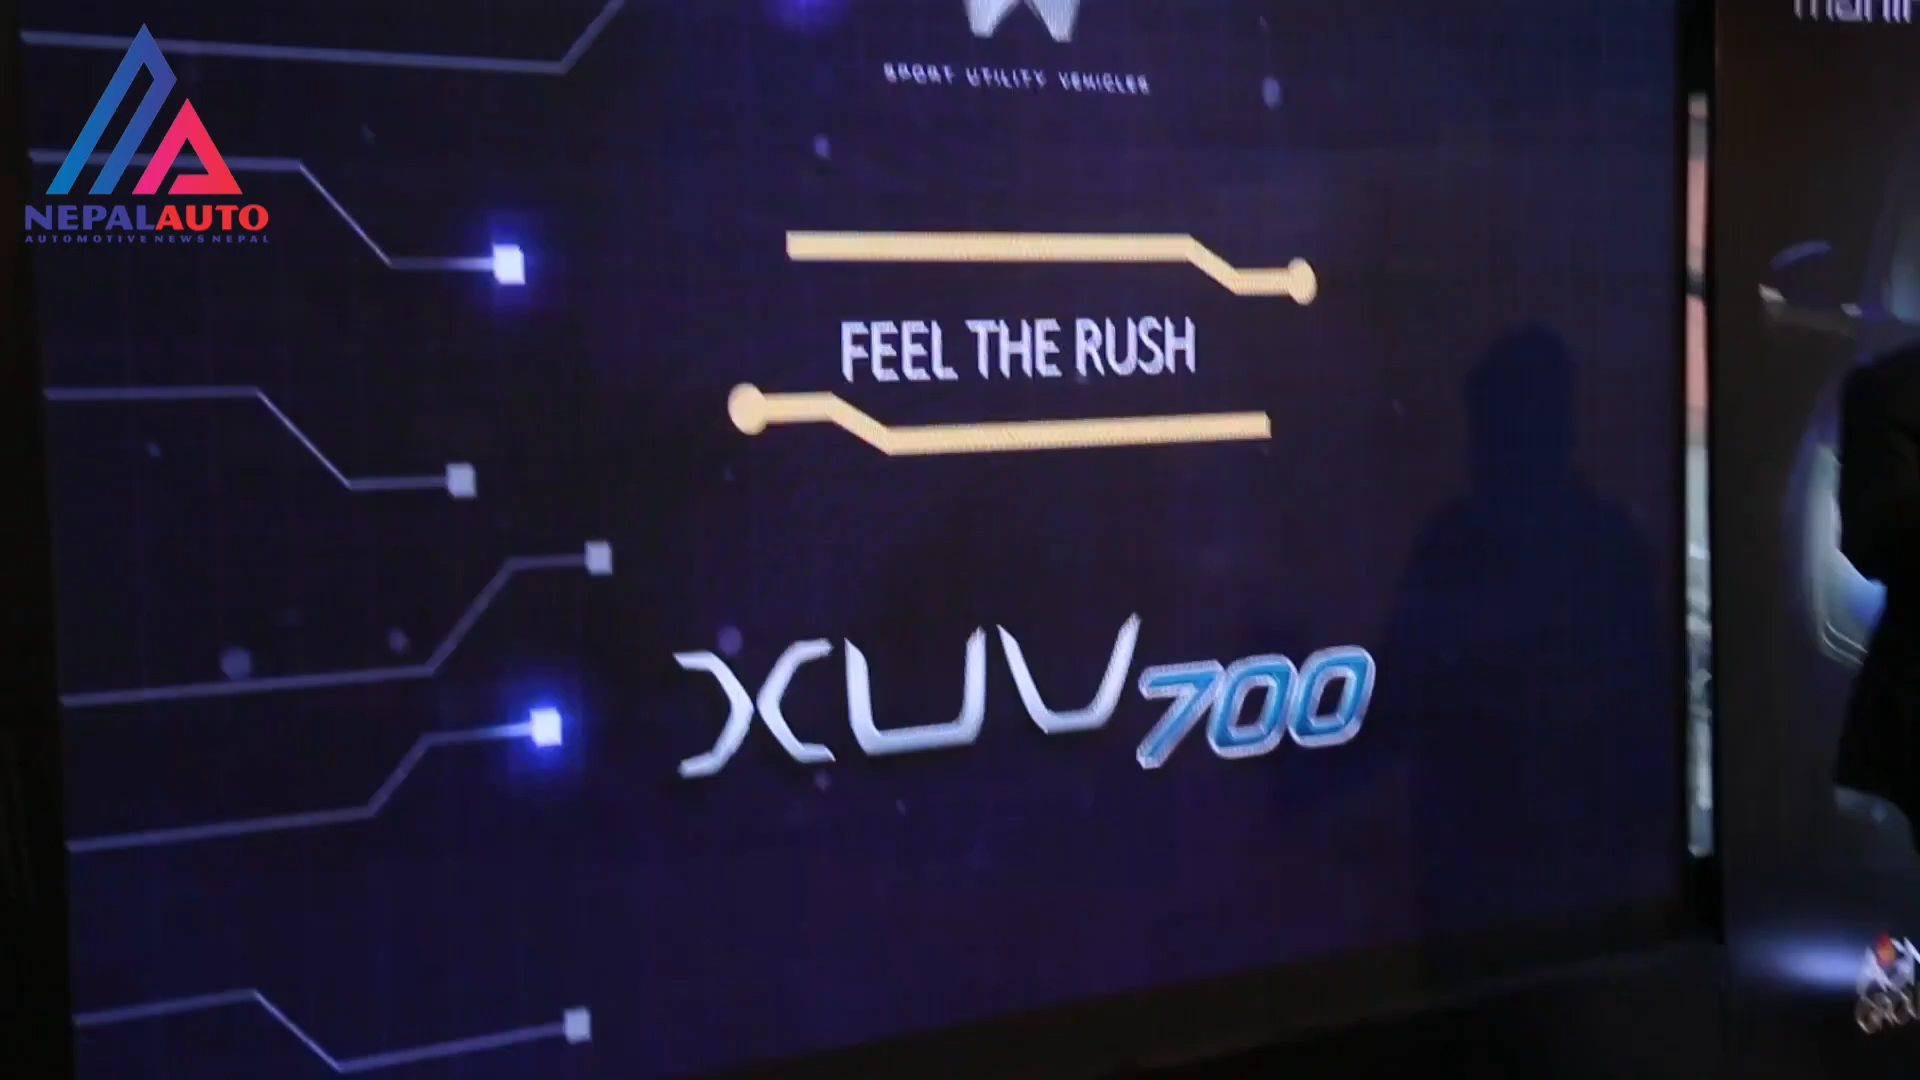 NEPALAUTO
AUTOMOTIVE NEWS NEPAL
SPORT UTILITY VEHICLES
FEEL THE RUSH
XUV700